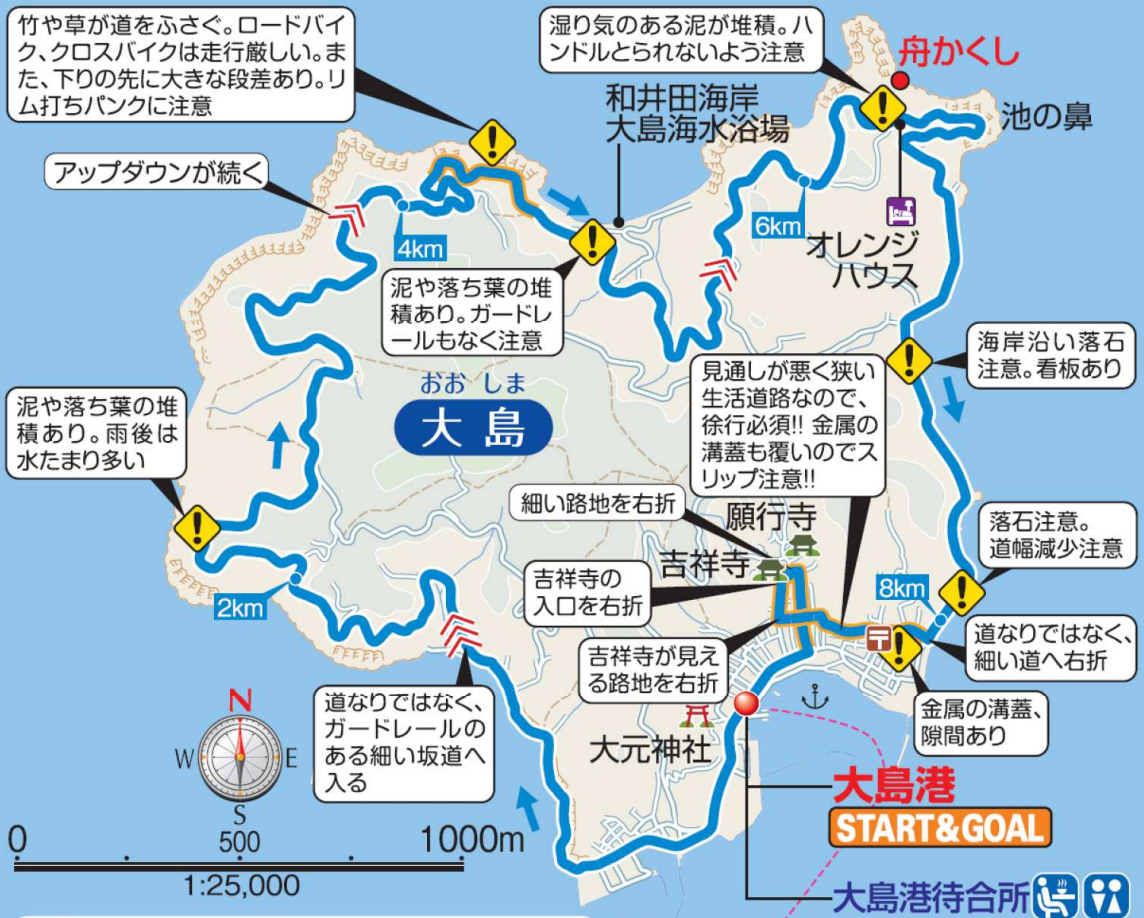 竹や草が道をふさぐ。ロードバイ
ク、クロスバイクは走行厳しい。ま
た、下りの先に大きな段差あり。リ
ム打ちパンクに注意
湿り気のある泥が堆積。ハ
ンドルとられないよう注意
舟かくし
和井田海岸
大島海水浴場
池の鼻
アップダウンが続く
4km
6km
オレンジ
ハウス
泥や落ち葉の堆
積あり。ガードレ
ールもなく注意
海岸沿い落石
注意。看板あり
おお しま
大島
見通しが悪く狭い
生活道路なので、
徐行必須!! 金属の
溝蓋も覆いのでス
リップ注意!!
泥や落ち葉の堆
積あり。雨後は
水たまり多い
細い路地を右折
願行寺
吉祥寺
落石注意。
道幅減少注意
吉祥寺の
入口を右折
2km
8km
道なりではなく、
細い道へ右折
吉祥寺が見え
る路地を右折
道なりではなく、
ガードレールの
ある細い坂道へ
入る
金属の溝蓋、
隙間あり
大元神社
N
W
E
S
大島港
START&GOAL
0
500
1000m
1:25,000
大島港待合所